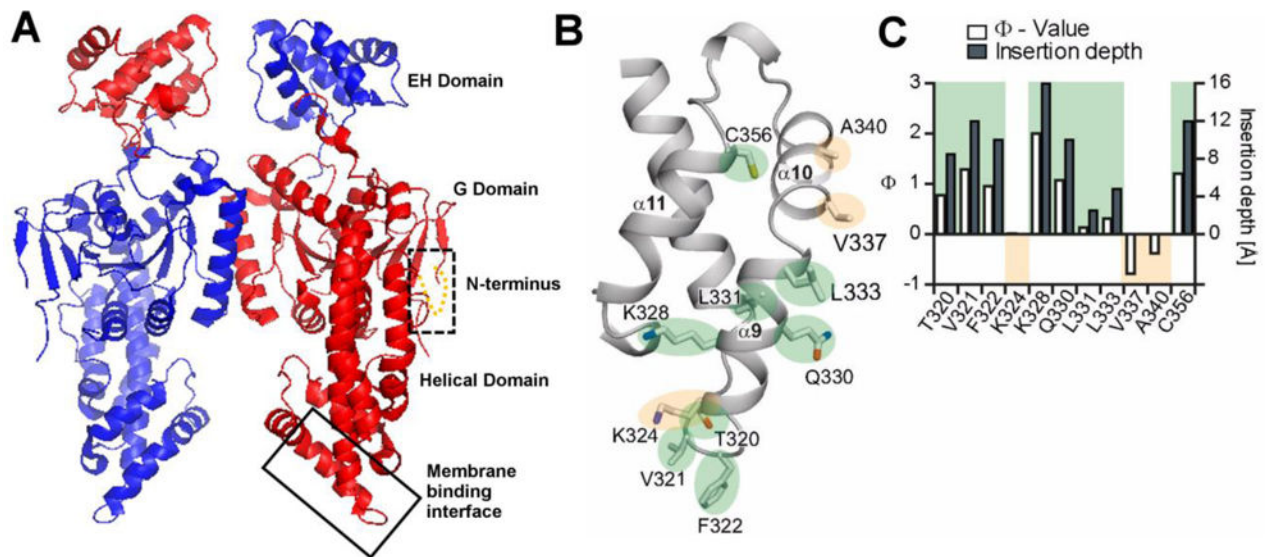 A
EH Domain
G Domain
N-terminus
Helical Domain
Membrane
binding
interface
B
C356
A340
α10
α11
V337
L331
L333
K328
α9
Q330
K324
T320
V321
F322
C
Φ - Value
Insertion depth
3
2
1
0
-1
Φ
16
12
8
4
0
Insertion depth [Å]
T320
V321
F322
K324
K328
Q330
L331
L333
V337
A340
C356